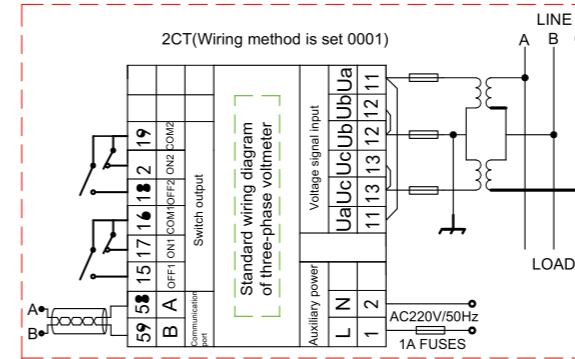 LINE
2CT(Wiring method is set 0001)
A B
19 COM2
2 ON2
18 OFF2
16 COM1
17 ON1
15 OFF1
Switch output
58 A
59 B
Communication port
Standard wiring diagram
of three-phase voltmeter
Voltage signal input
Ua 11
Ub 12
Ub 12
Uc 13
Uc 13
Ua 11
Auxiliary power
N 2
L 1
AC220V/50Hz
1A FUSES
LOAD
A
B